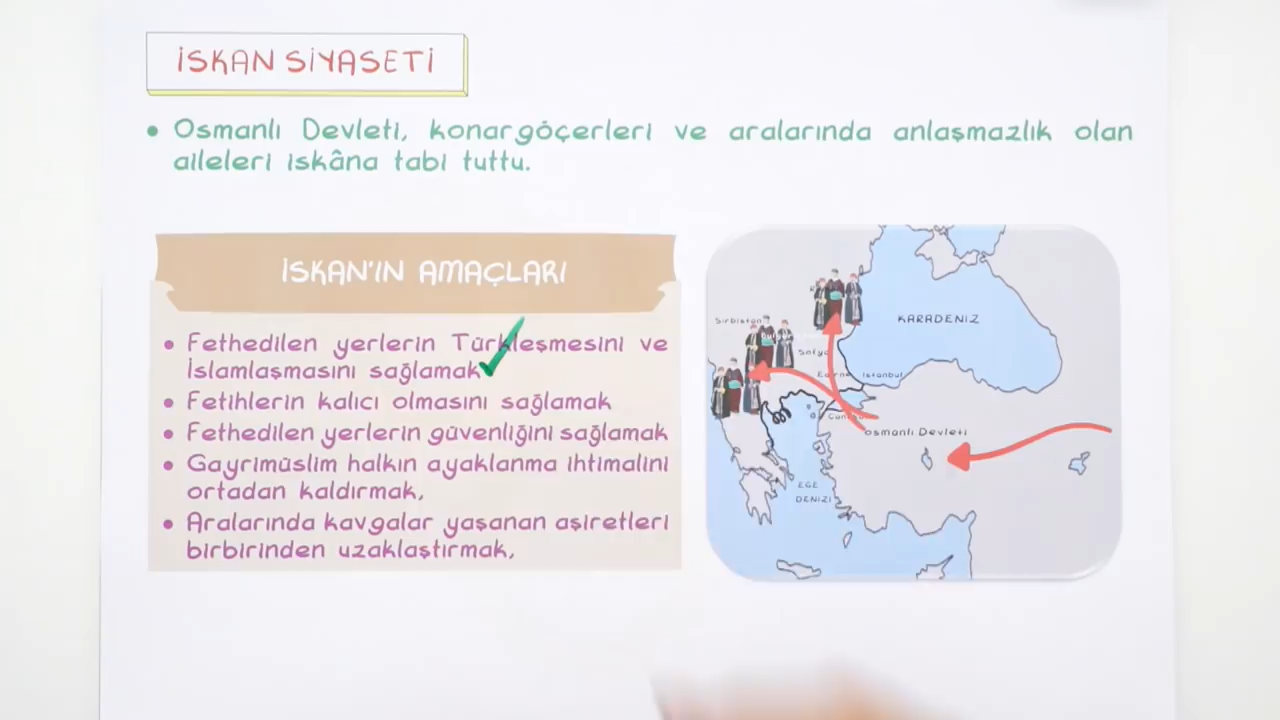 İSKAN SİYASETİ
• Osmanlı Devleti, konargöçerleri ve aralarında anlaşmazlık olan
aileleri iskâna tabi tuttu.
İSKAN'IN AMAÇLARI
• Fethedilen yerlerin Türkleşmesini ve
İslamlaşmasını sağlamak
• Fetihlerin kalıcı olmasını sağlamak
• Fethedilen yerlerin güvenliğini sağlamak
• Gayrimüslim halkın ayaklanma ihtimalini
ortadan kaldırmak,
• Aralarında kavgalar yaşanan aşiretleri
birbirinden uzaklaştırmak,
KARADENİZ
Sırbistan
Sofya
Edirne İstanbul
Osmanlı Devleti
EGE
DENİZİ